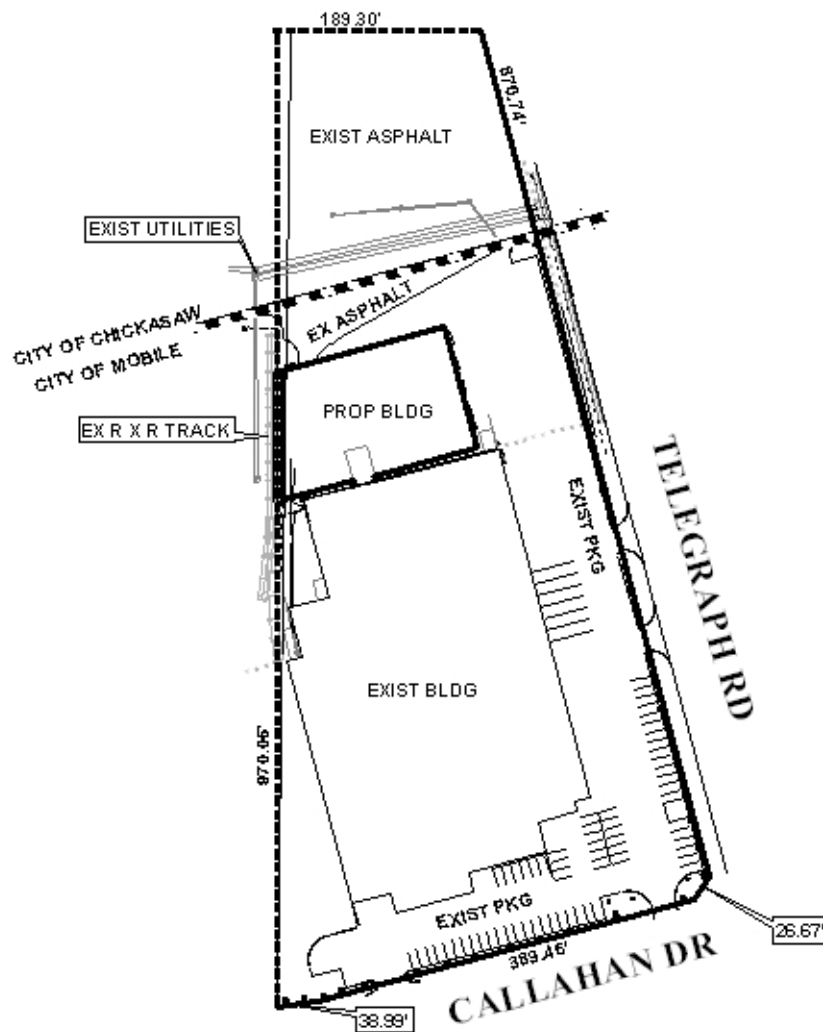 189.30'
870.74'
EXIST ASPHALT
EXIST UTILITIES
CITY OF CHICKASAW
CITY OF MOBILE
EX ASPHALT
PROP BLDG
EX R X R TRACK
EXIST PKG
TELEGRAPH RD
EXIST BLDG
970.06'
EXIST PKG
389.46'
26.67'
CALLAHAN DR
38.99'